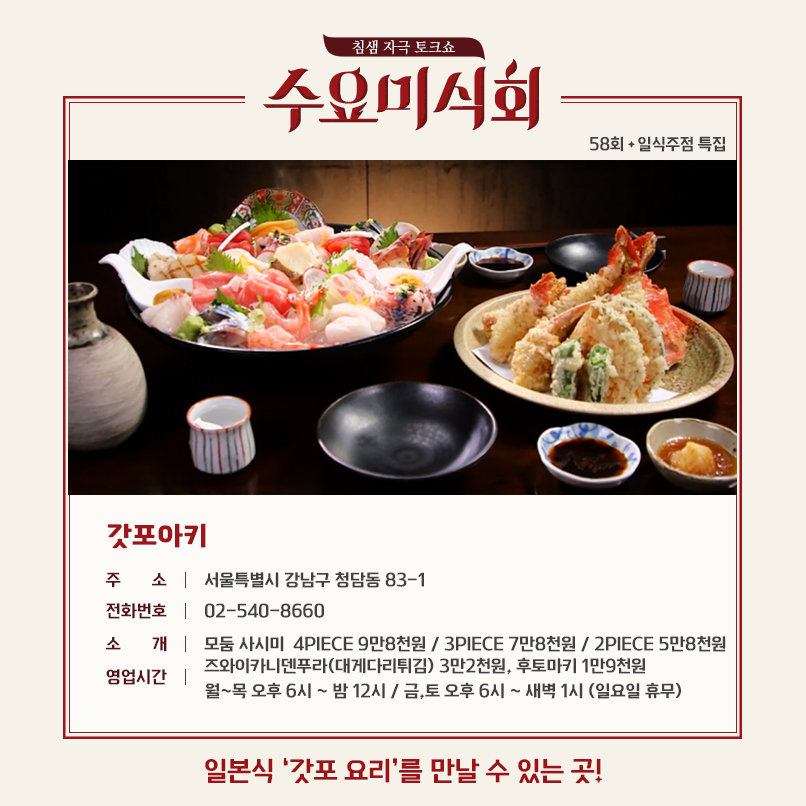 침샘 자극 토크쇼
수요미식회
58회 + 일식주점 특집
갓포아키
주 소 | 서울특별시 강남구 청담동 83-1
전화번호 | 02-540-8660
소 개 | 모둠 사시미 4PIECE 9만8천원 / 3PIECE 7만8천원 / 2PIECE 5만8천원
즈와이카니덴푸라(대게다리튀김) 3만2천원, 후토마키 1만9천원
영업시간 | 월~목 오후 6시 ~ 밤 12시 / 금,토 오후 6시 ~ 새벽 1시 (일요일 휴무)
일본식 ‘갓포 요리’를 만날 수 있는 곳!